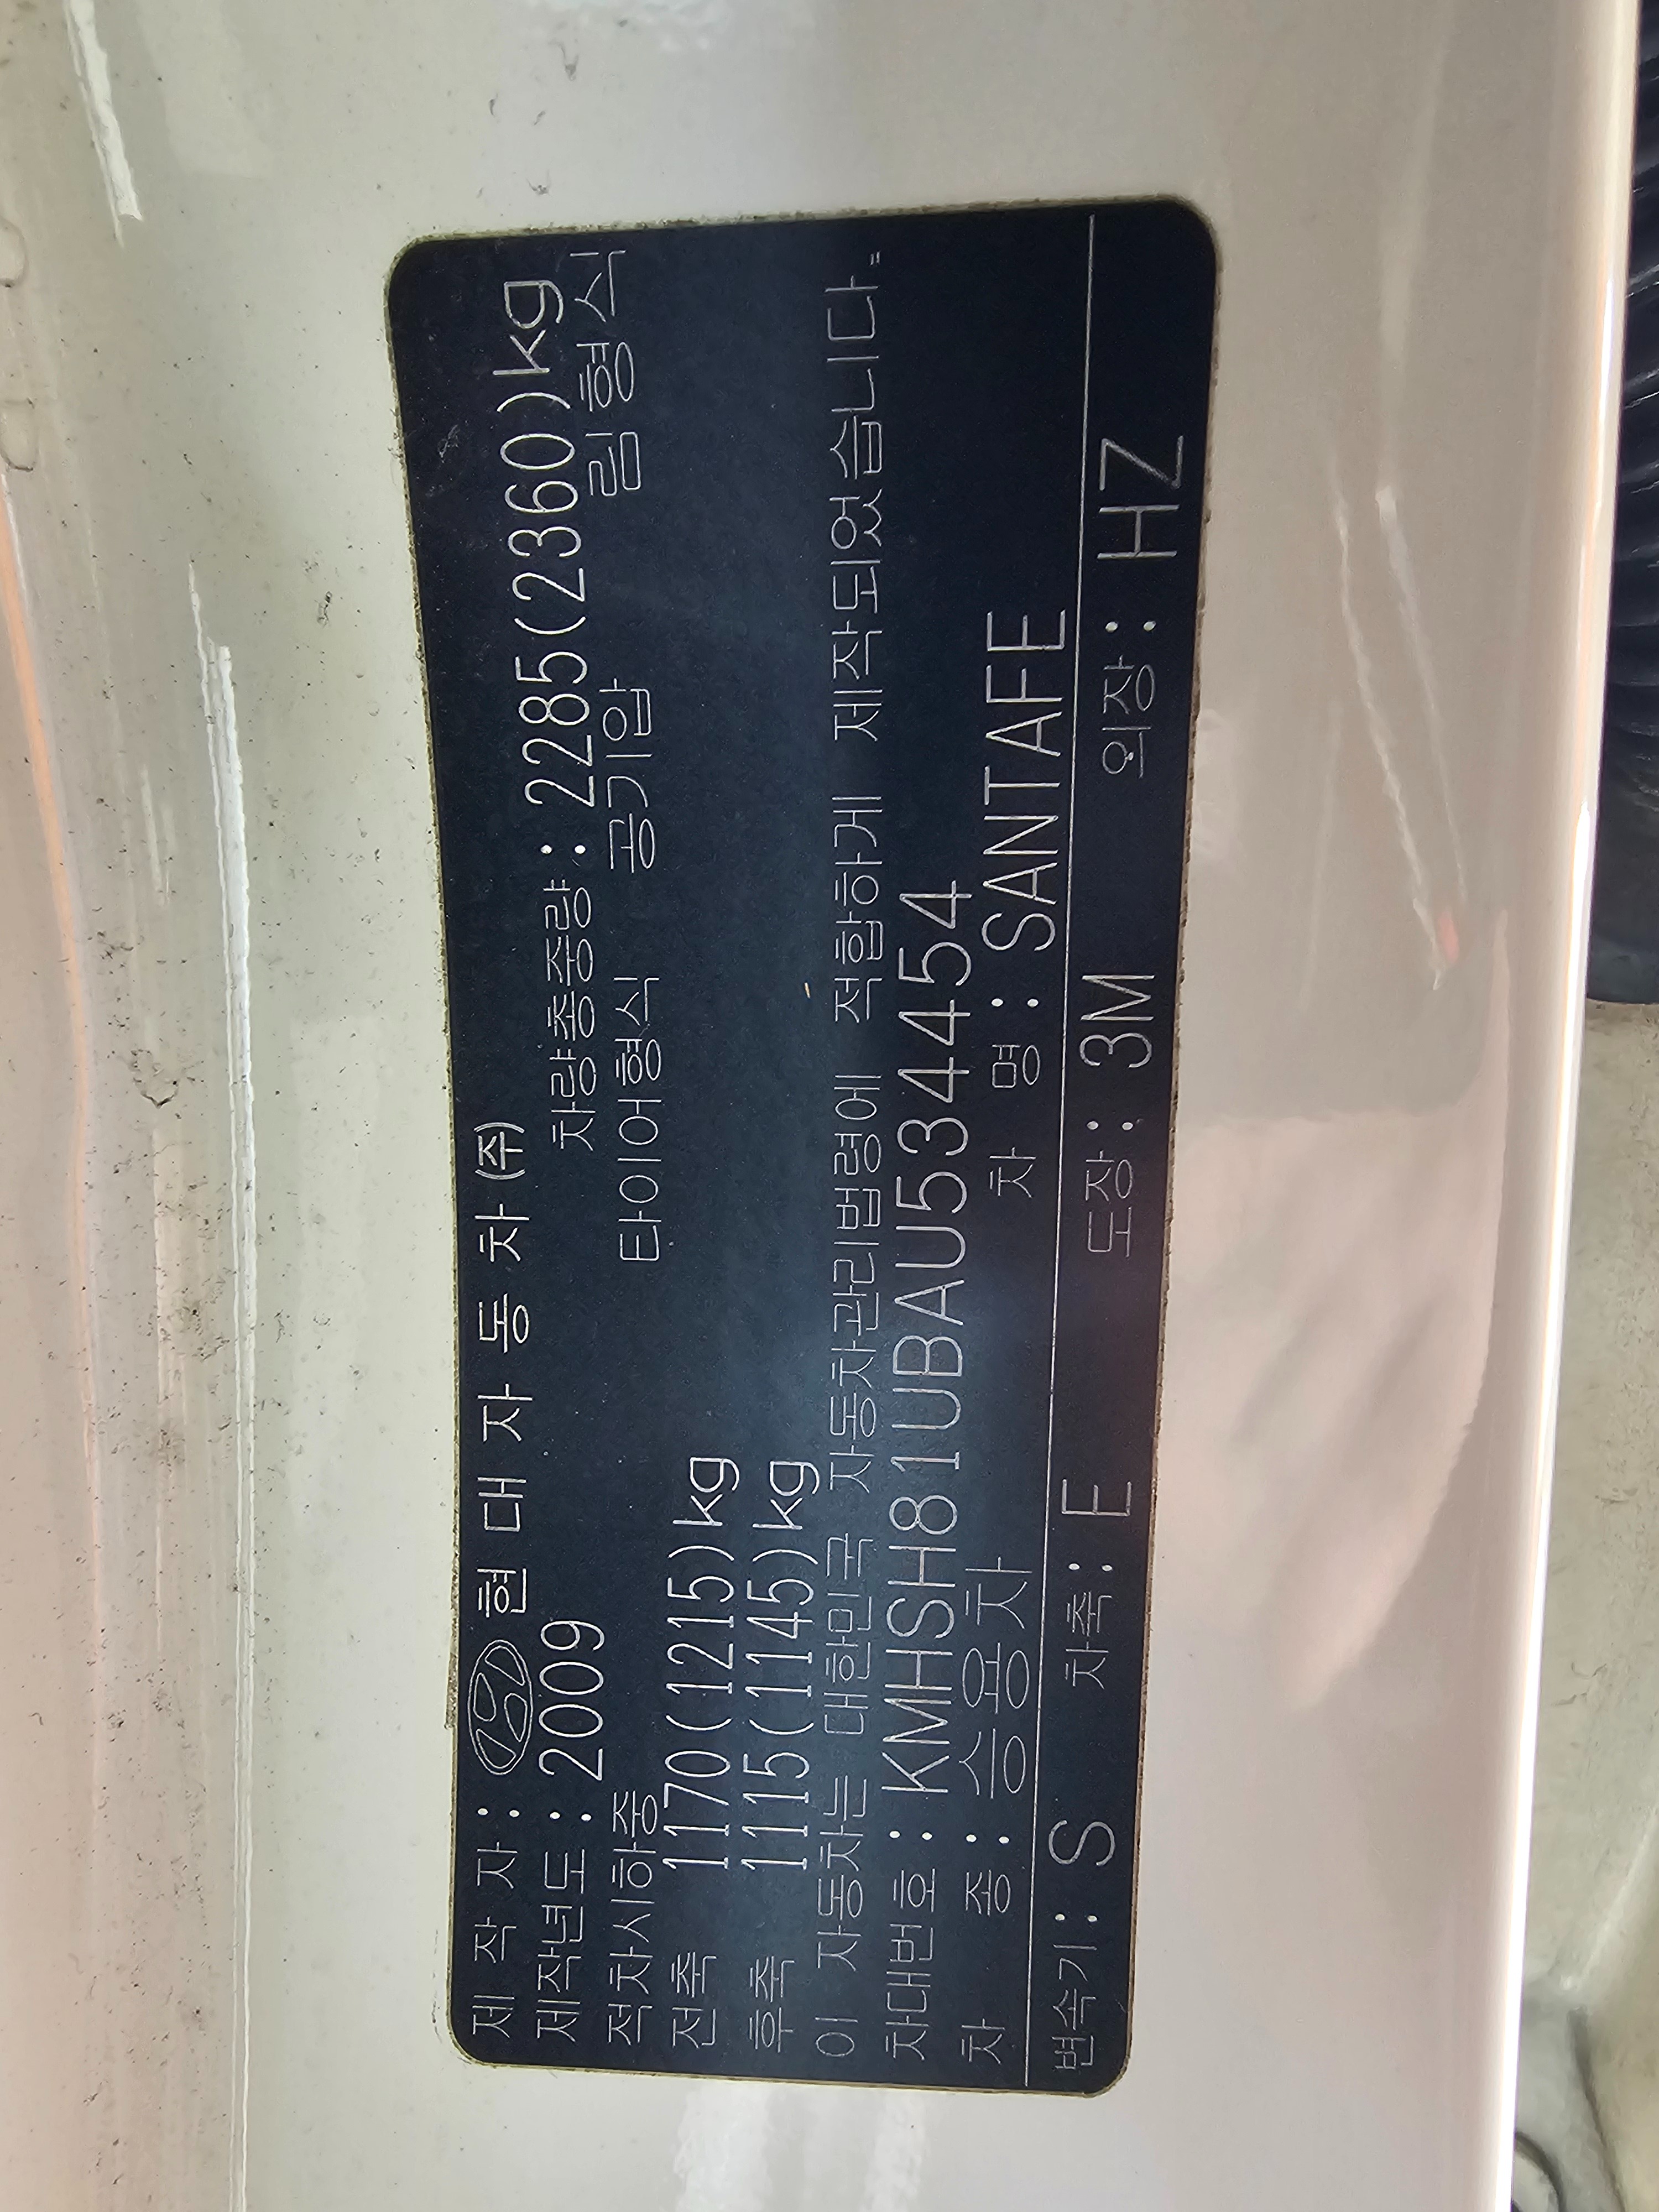 제 작 자 : 현 대 자 동 차 (주)
제작년도 : 2009 차량총중량 : 2285(2360)kg
적차시하중 타이어형식 공기압 림형식
전축 1170(1215)kg
후축 1115(1145)kg
이 자동차는 대한민국 자동차관리법령에 적합하게 제작되었습니다.
차대번호 : KMHSH81UBAU534454
차 종 : 승용차 차 명 : SANTAFE
변속기 : S 차축 : E 도장 : 3M 외장 : HZ